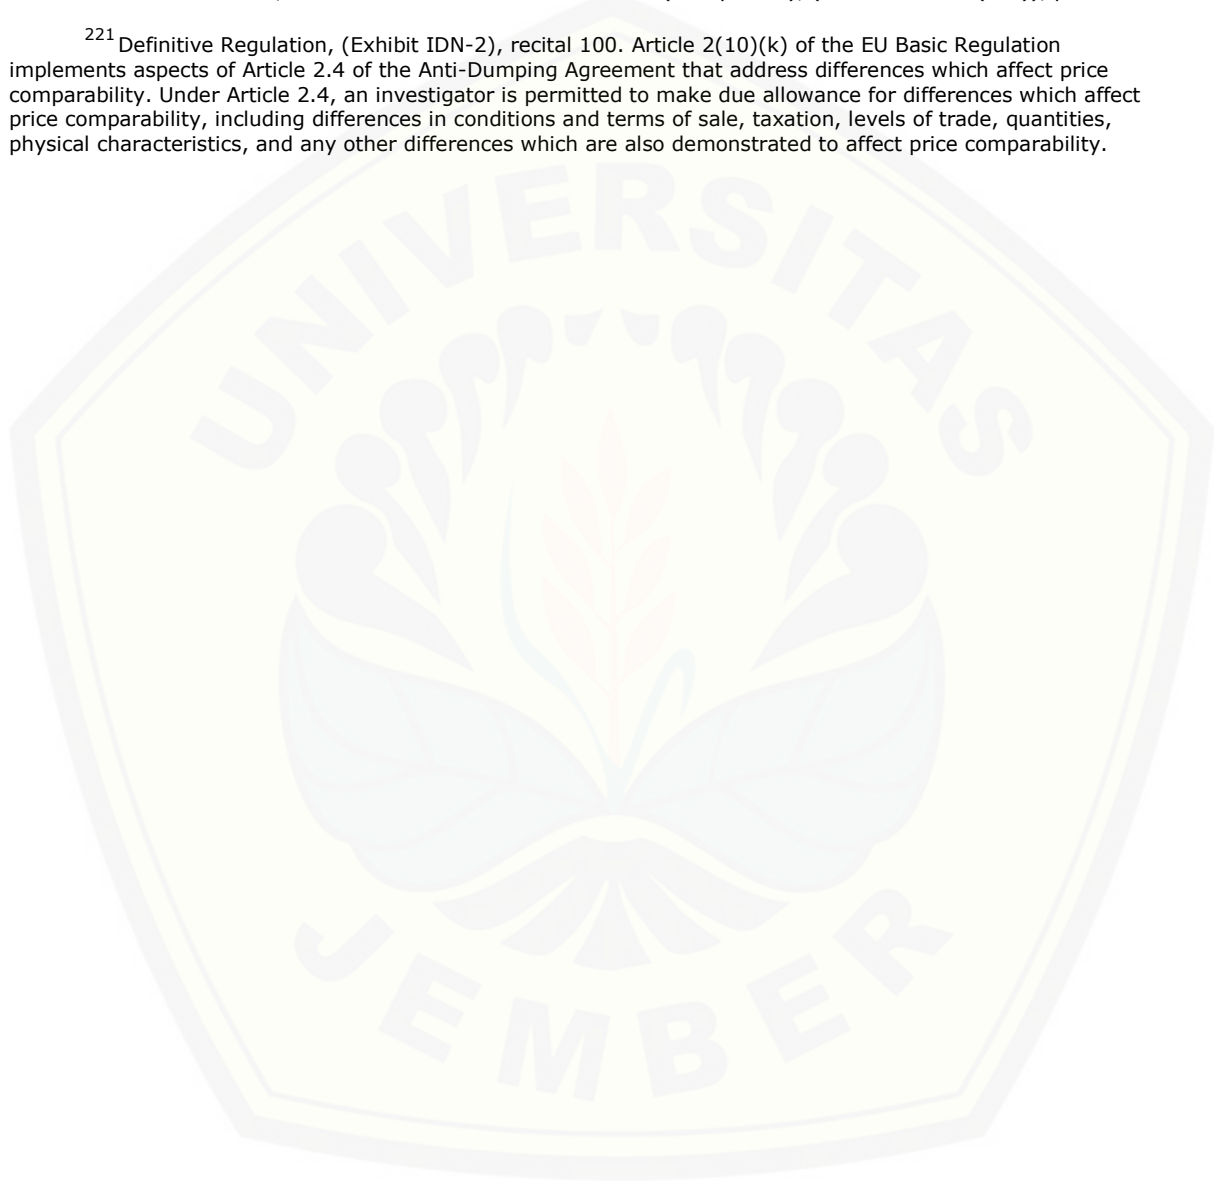 221 Definitive Regulation, (Exhibit IDN-2), recital 100. Article 2(10)(k) of the EU Basic Regulation
implements aspects of Article 2.4 of the Anti-Dumping Agreement that address differences which affect price
comparability. Under Article 2.4, an investigator is permitted to make due allowance for differences which affect
price comparability, including differences in conditions and terms of sale, taxation, levels of trade, quantities,
physical characteristics, and any other differences which are also demonstrated to affect price comparability.
UNIVERSITAS
JEMBER